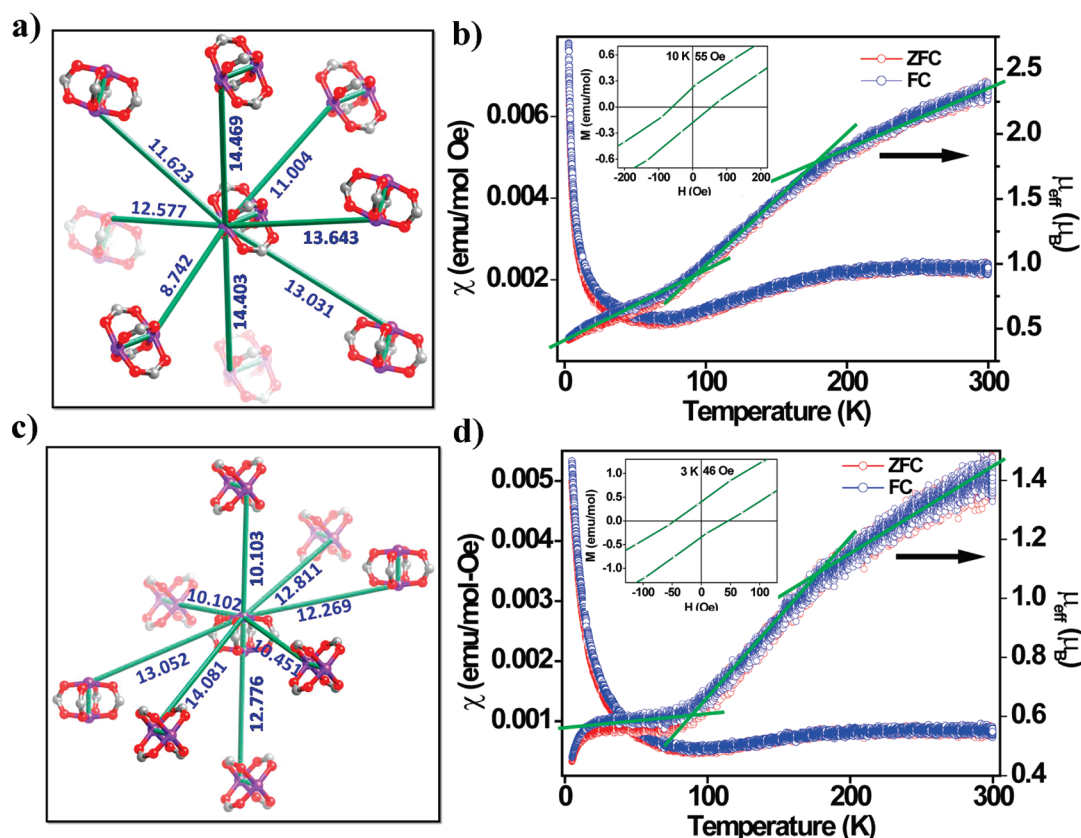 a)
14.469
11.623
11.004
12.577
13.643
8.742
14.403
13.031
b)
χ (emu/mol Oe)
0.006
0.004
0.002
0
100
200
300
Temperature (K)
2.5
2.0
1.5
1.0
0.5
μeff (μB)
ZFC
FC
10 K 55 Oe
M (emu/mol)
0.6
0.3
0.0
-0.3
-0.6
-200 -100 0 100 200
H (Oe)
c)
10.103
12.811
10.102
12.269
10.457
13.052
14.081
12.776
d)
χ (emu/mol-Oe)
0.005
0.004
0.003
0.002
0.001
0
100
200
300
Temperature (K)
1.4
1.2
1.0
0.8
0.6
0.4
μeff (μB)
ZFC
FC
3 K 46 Oe
M (emu/mol)
1.0
0.5
0.0
-0.5
-1.0
-100 -50 0 50 100
H (Oe)